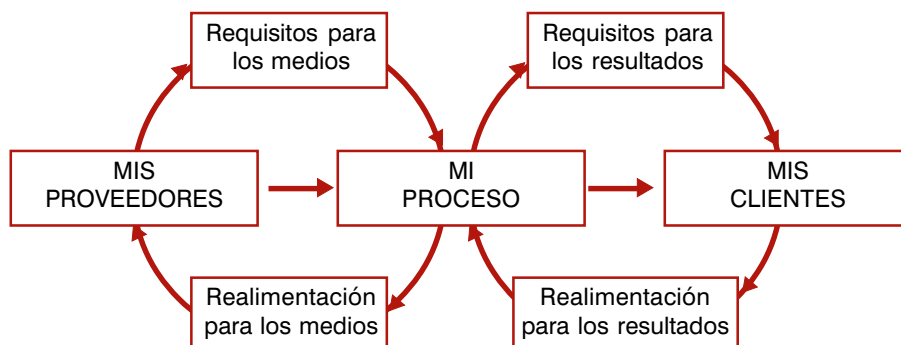 Requisitos para
los medios
Requisitos para
los resultados
MIS
PROVEEDORES
MI
PROCESO
MIS
CLIENTES
Realimentación
para los medios
Realimentación
para los resultados